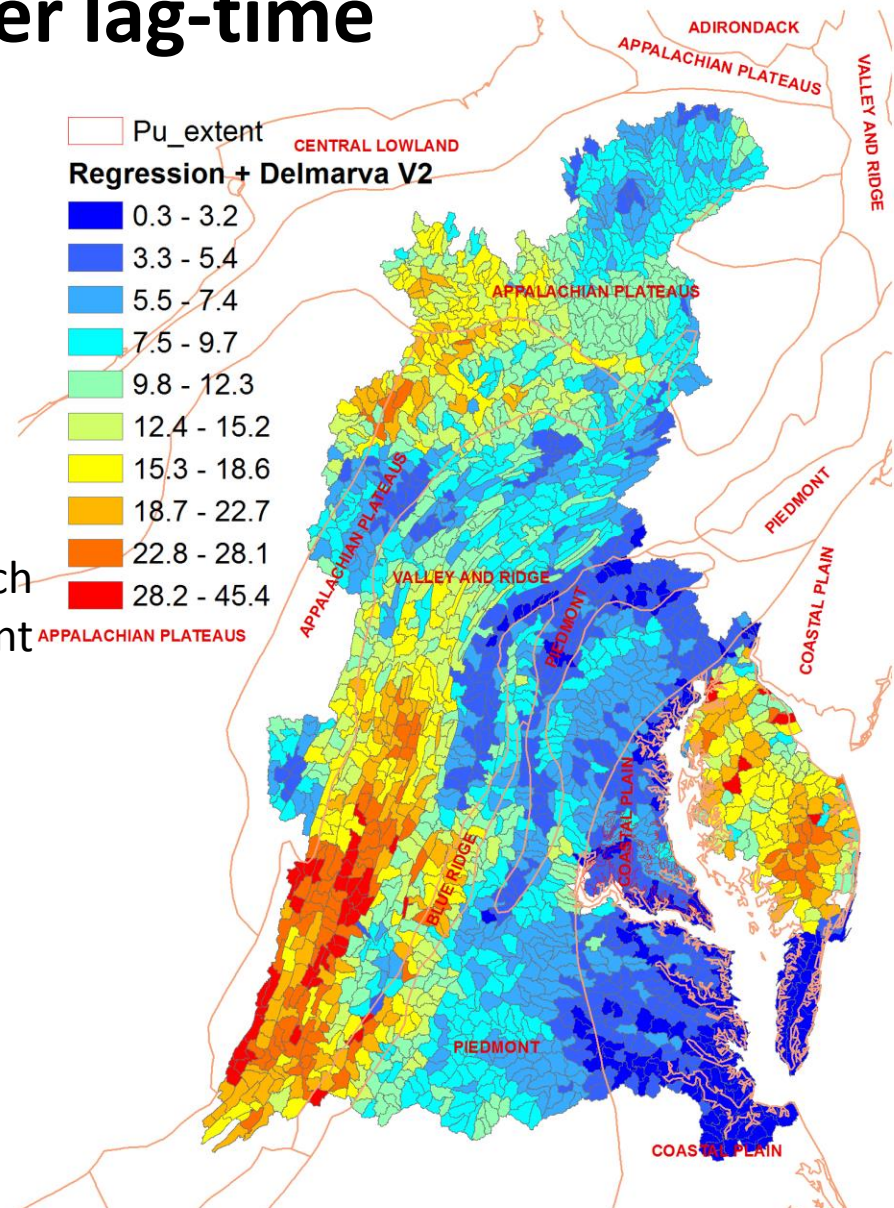 er lag-time
ADIRONDACK
APPALACHIAN PLATEAUS
VALLEY AND RIDGE
Pu_extent
CENTRAL LOWLAND
Regression + Delmarva V2
0.3 - 3.2
3.3 - 5.4
5.5 - 7.4
7.5 - 9.7
9.8 - 12.3
12.4 - 15.2
15.3 - 18.6
18.7 - 22.7
22.8 - 28.1
28.2 - 45.4
APPALACHIAN PLATEAUS
APPALACHIAN PLATEAUS
PIEDMONT
ch
VALLEY AND RIDGE
nt
APPALACHIAN PLATEAUS
PIEDMONT
COASTAL PLAIN
COASTAL PLAIN
BLUE RIDGE
PIEDMONT
COASTAL PLAIN